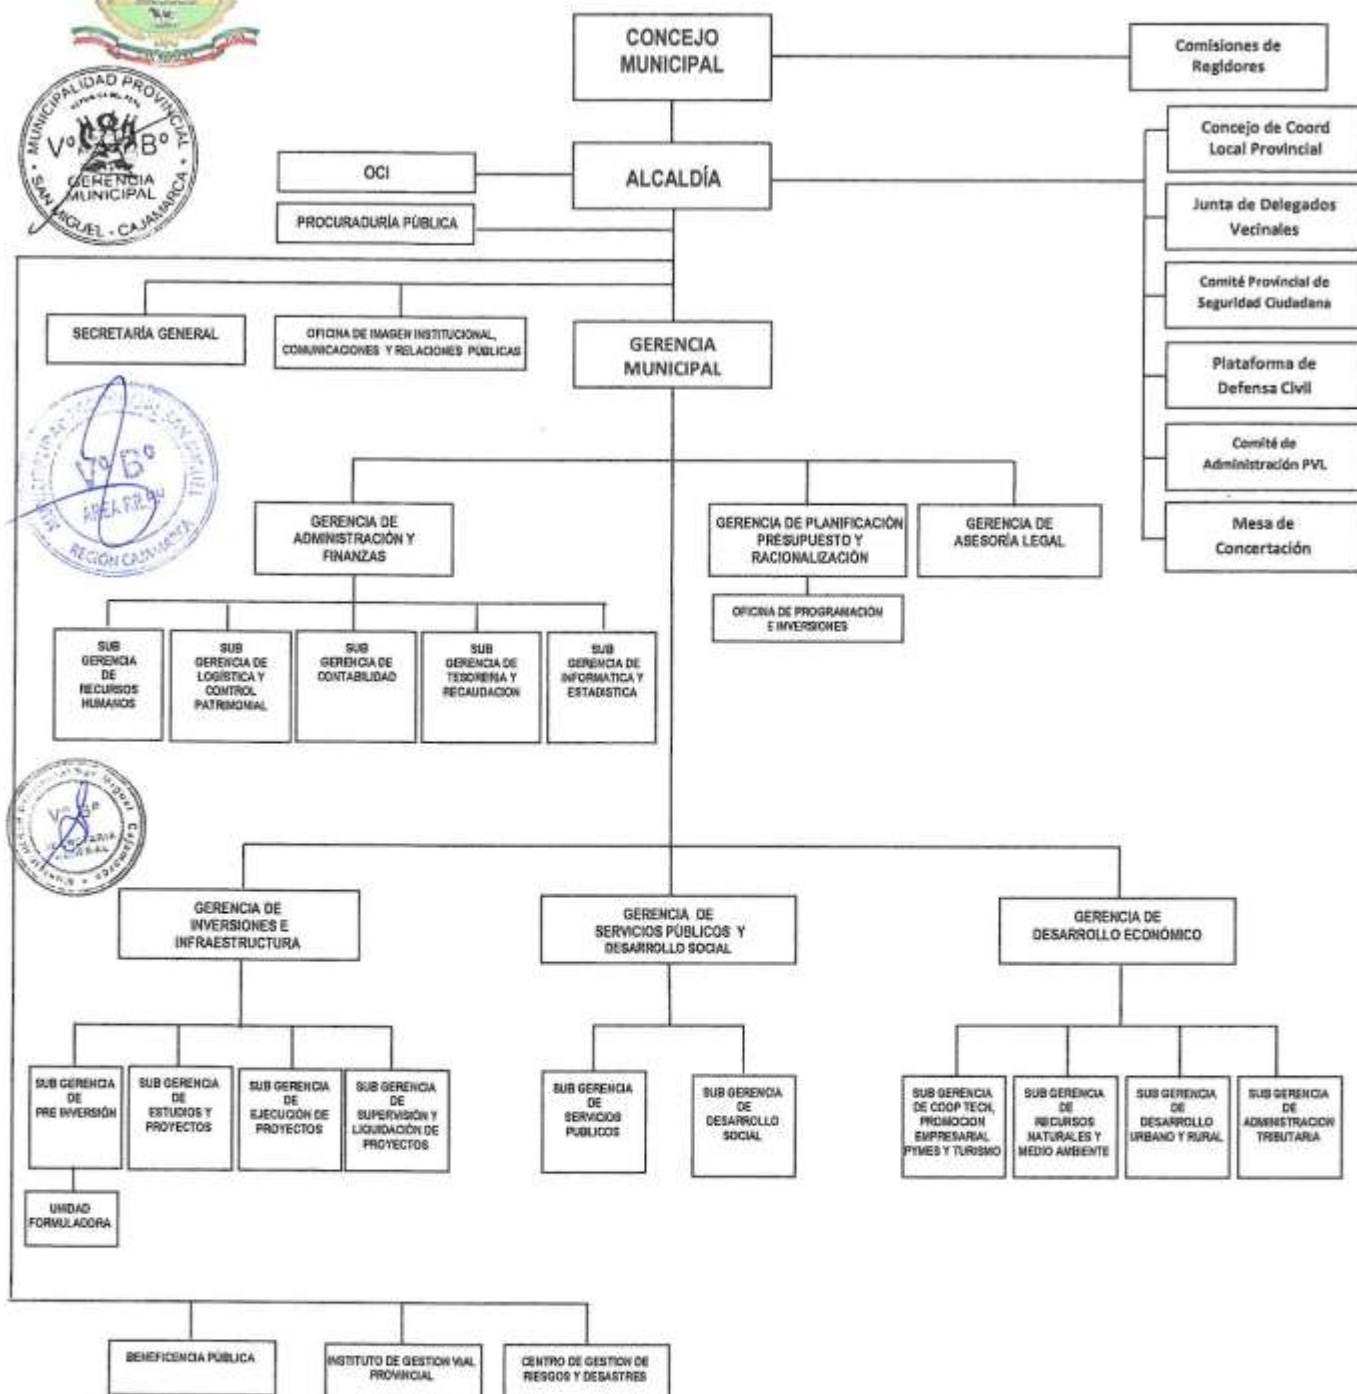 CONCEJO
MUNICIPAL
Comisiones de
Regidores
MUNICIPALIDAD PROVINCIAL
Vº Bº
GERENCIA
MUNICIPAL
SAN MIGUEL - CAJAMARCA
OCI
ALCALDÍA
PROCURADURÍA PÚBLICA
Concejo de Coord
Local Provincial
Junta de Delegados
Vecinales
Comité Provincial de
Seguridad Ciudadana
Plataforma de
Defensa Civil
Comité de
Administración PVL
Mesa de
Concertación
SECRETARÍA GENERAL
OFICINA DE IMAGEN INSTITUCIONAL,
COMUNICACIONES Y RELACIONES PÚBLICAS
GERENCIA
MUNICIPAL
Vº Bº
REGIÓN CAJAMARCA
GERENCIA DE
ADMINISTRACIÓN Y
FINANZAS
GERENCIA DE PLANIFICACIÓN
PRESUPUESTO Y
RACIONALIZACIÓN
GERENCIA DE
ASESORÍA LEGAL
OFICINA DE PROGRAMACIÓN
E INVERSIONES
SUB
GERENCIA
DE
RECURSOS
HUMANOS
SUB
GERENCIA DE
LOGÍSTICA Y
CONTROL
PATRIMONIAL
SUB
GERENCIA DE
CONTABILIDAD
SUB
GERENCIA DE
TESORERIA Y
RECAUDACION
SUB
GERENCIA DE
INFORMATICA Y
ESTADISTICA
Vº Bº
GERENCIA DE
INVERSIONES E
INFRAESTRUCTURA
GERENCIA DE
SERVICIOS PÚBLICOS Y
DESARROLLO SOCIAL
GERENCIA DE
DESARROLLO ECONÓMICO
SUB GERENCIA
DE
PRE INVERSIÓN
SUB GERENCIA
DE
ESTUDIOS Y
PROYECTOS
SUB GERENCIA
DE
EJECUCIÓN DE
PROYECTOS
SUB GERENCIA
DE
SUPERVISIÓN Y
LIQUIDACIÓN DE
PROYECTOS
SUB GERENCIA
DE
SERVICIOS
PUBLICOS
SUB GERENCIA
DE
DESARROLLO
SOCIAL
SUB GERENCIA
DE COOP TECN,
PROMOCION
EMPRESARIAL
PYMES Y TURISMO
SUB GERENCIA
DE
RECURSOS
NATURALES Y
MEDIO AMBIENTE
SUB GERENCIA
DE
DESARROLLO
URBANO Y RURAL
SUB GERENCIA
DE
ADMINISTRACION
TRIBUTARIA
UNIDAD
FORMULADORA
BENEFICENCIA PÚBLICA
INSTITUTO DE GESTION VIAL
PROVINCIAL
CENTRO DE GESTION DE
RIESGOS Y DESASTRES